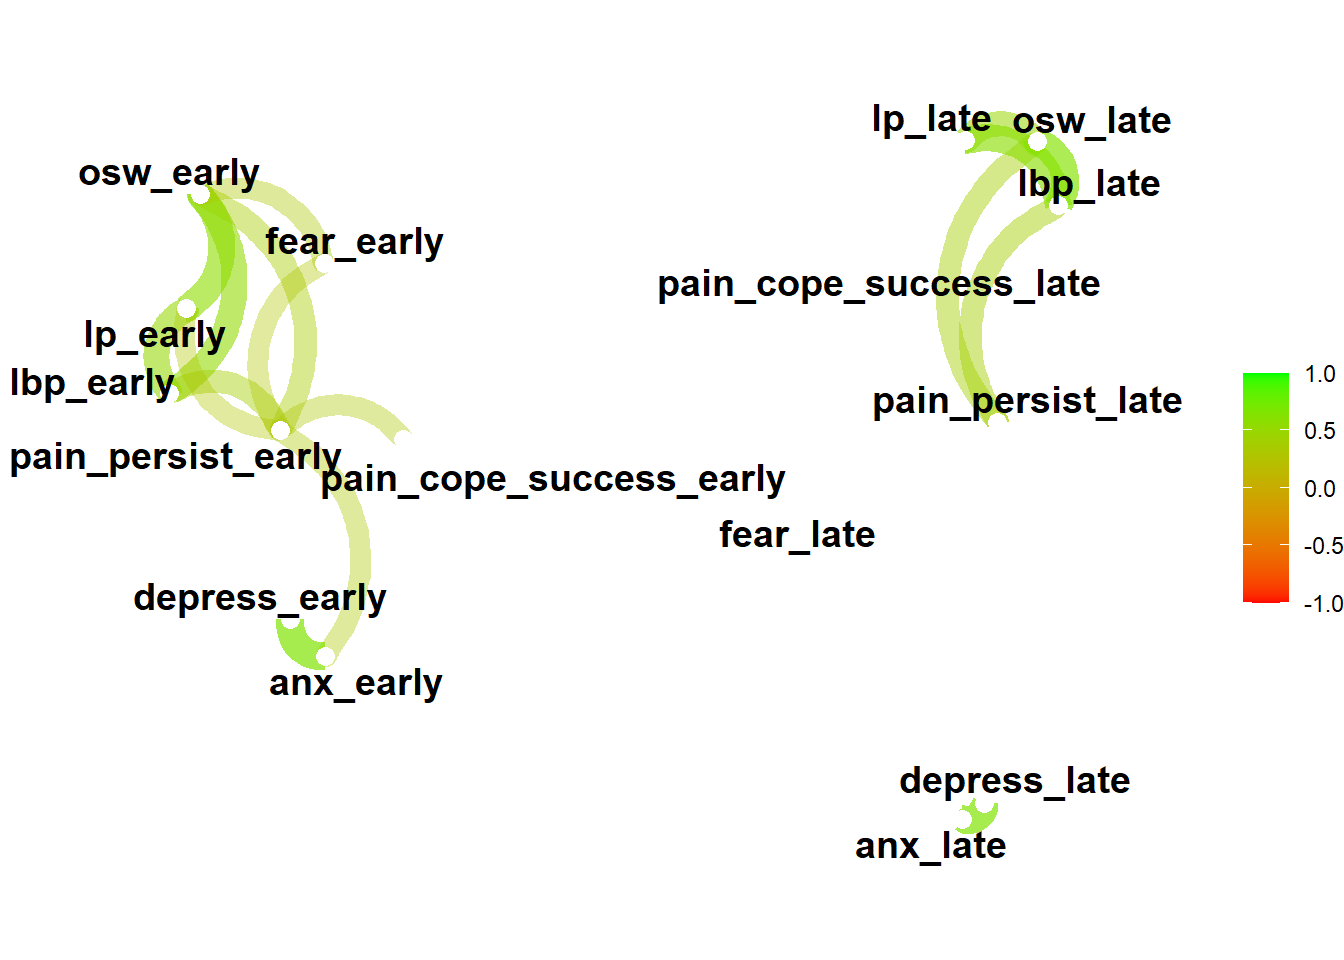 lp_late
osw_late
osw_early
lbp_late
fear_early
pain_cope_success_late
lp_early
lbp_early
1.0
0.5
0.0
-0.5
-1.0
pain_persist_late
pain_persist_early
pain_cope_success_early
fear_late
depress_early
anx_early
depress_late
anx_late